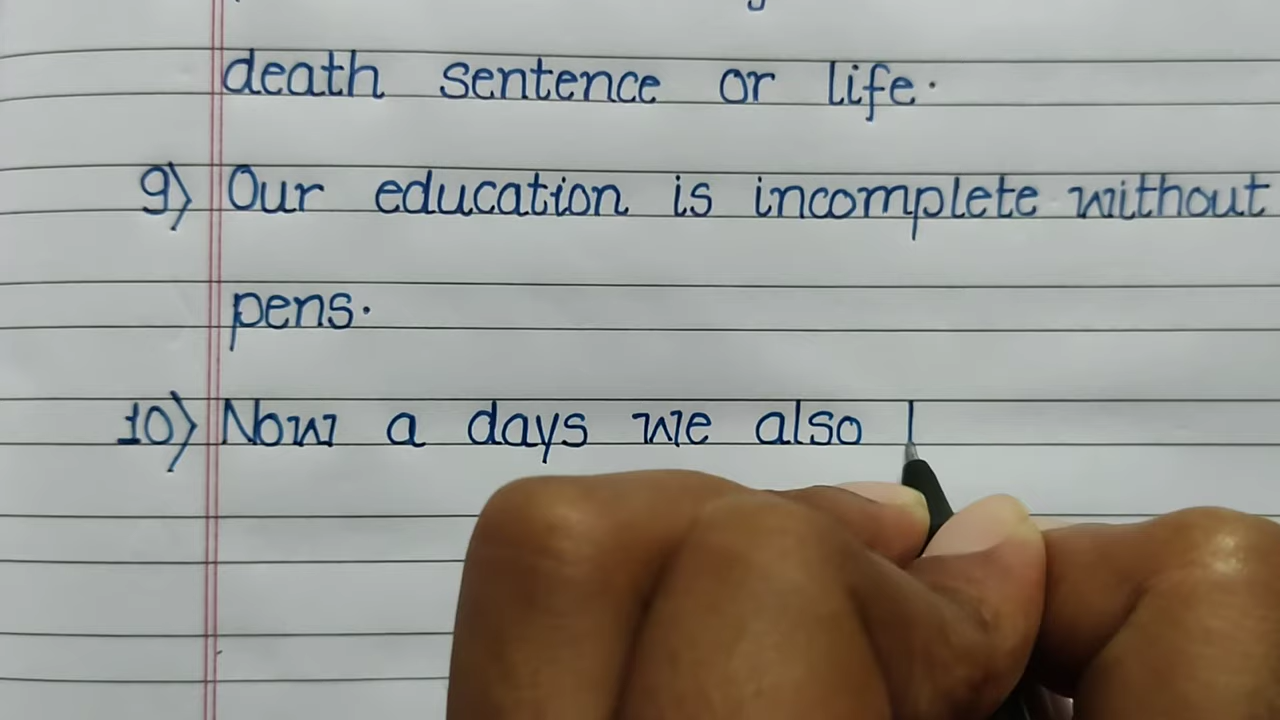 death sentence or life.
9) Our education is incomplete without
pens.
10) Now a days we also